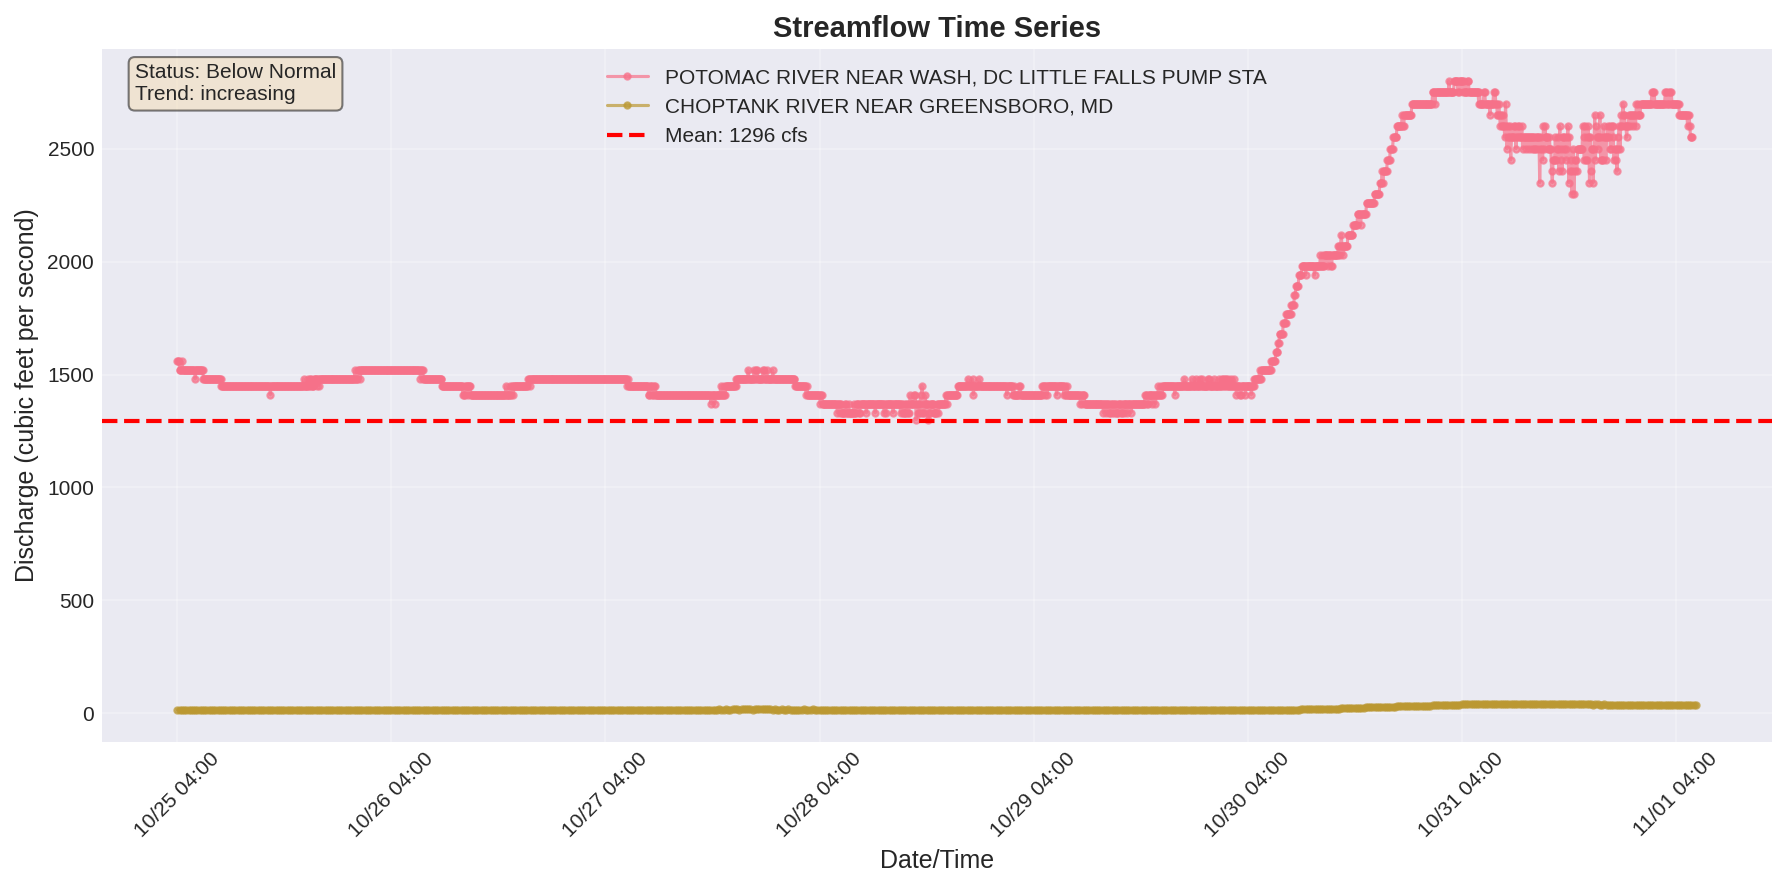 Streamflow Time Series
Status: Below Normal
Trend: increasing
POTOMAC RIVER NEAR WASH, DC LITTLE FALLS PUMP STA
CHOPTANK RIVER NEAR GREENSBORO, MD
Mean: 1296 cfs
Discharge (cubic feet per second)
2500
2000
1500
1000
500
0
10/25 04:00
10/26 04:00
10/27 04:00
10/28 04:00
10/29 04:00
10/30 04:00
10/31 04:00
11/01 04:00
Date/Time